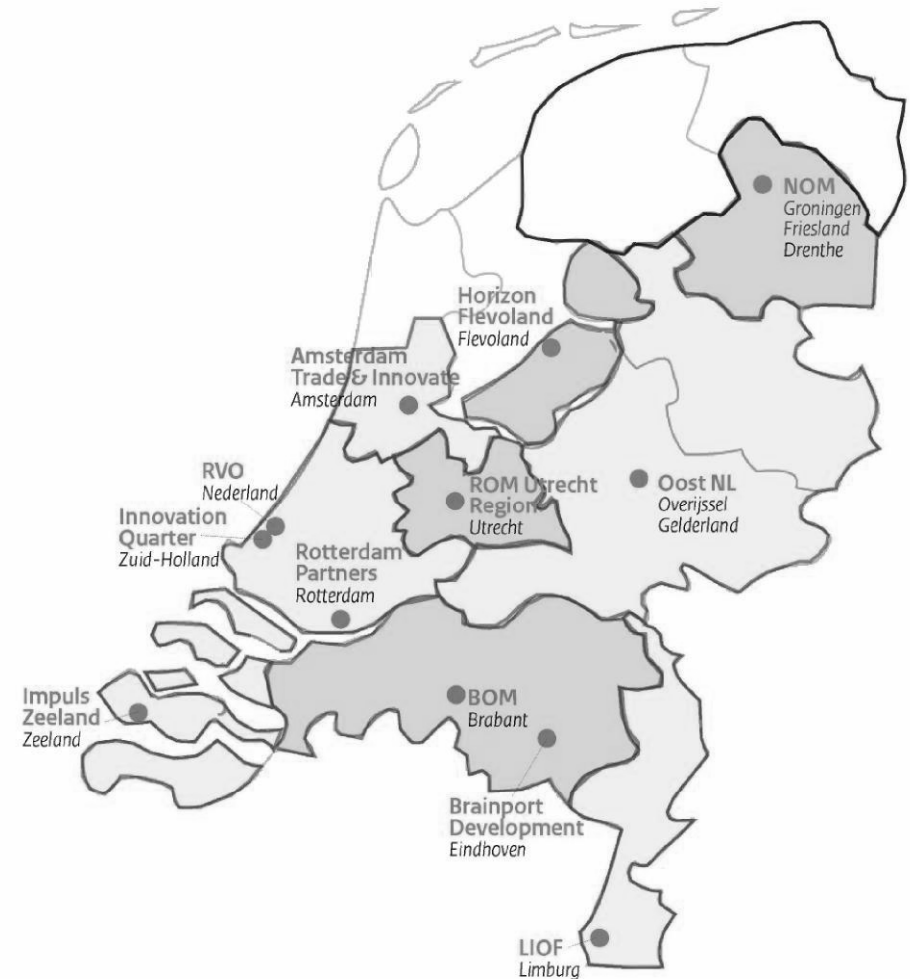 NOM
Groningen
Friesland
Drenthe
Horizon
Flevoland
Flevoland
Amsterdam
Trade & Innovate
Amsterdam
RVO
Nederland
Innovation
Quarter
Zuid-Holland
ROM Utrecht
Region
Utrecht
Oost NL
Overijssel
Gelderland
Rotterdam
Partners
Rotterdam
Impuls
Zeeland
Zeeland
BOM
Brabant
Brainport
Development
Eindhoven
LIOF
Limburg